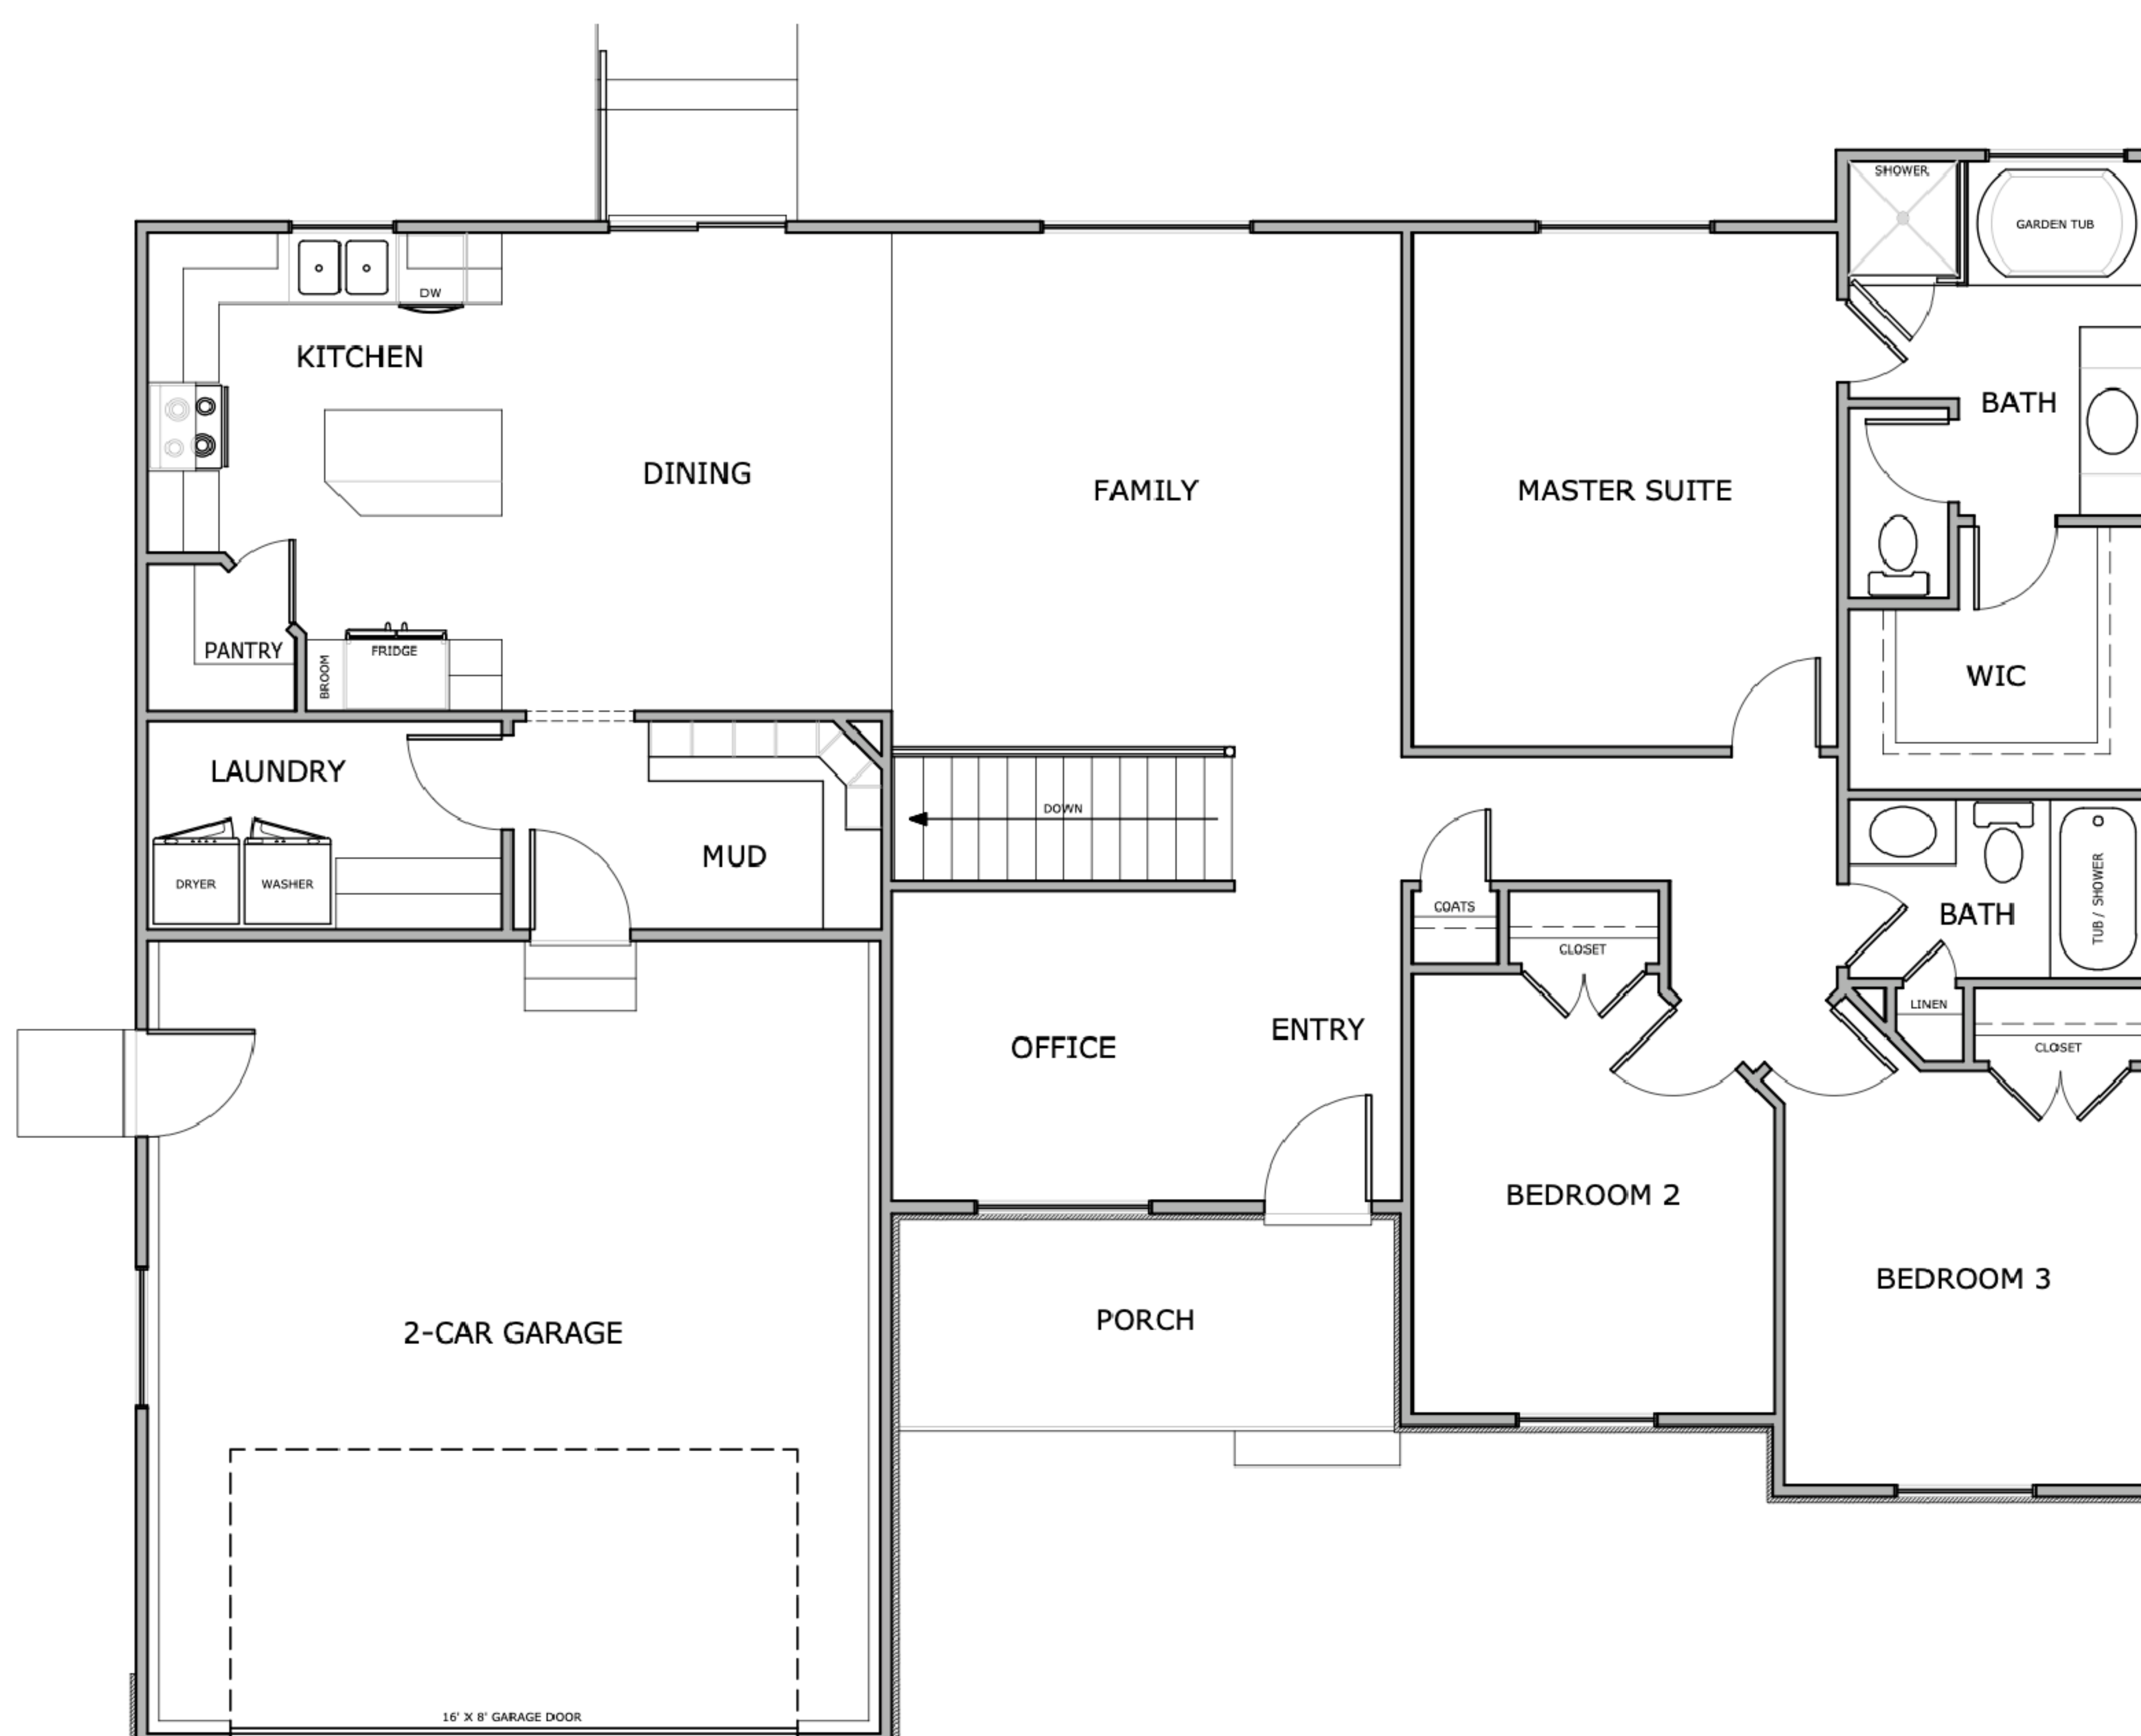 SHOWER
GARDEN TUB
DW
KITCHEN
BATH
DINING
FAMILY
MASTER SUITE
PANTRY
BROOM
FRIDGE
WIC
LAUNDRY
DOWN
MUD
DRYER
WASHER
COATS
BATH
TUB / SHOWER
CLOSET
LINEN
ENTRY
OFFICE
CLOSET
BEDROOM 2
BEDROOM 3
PORCH
2-CAR GARAGE
16' X 8' GARAGE DOOR